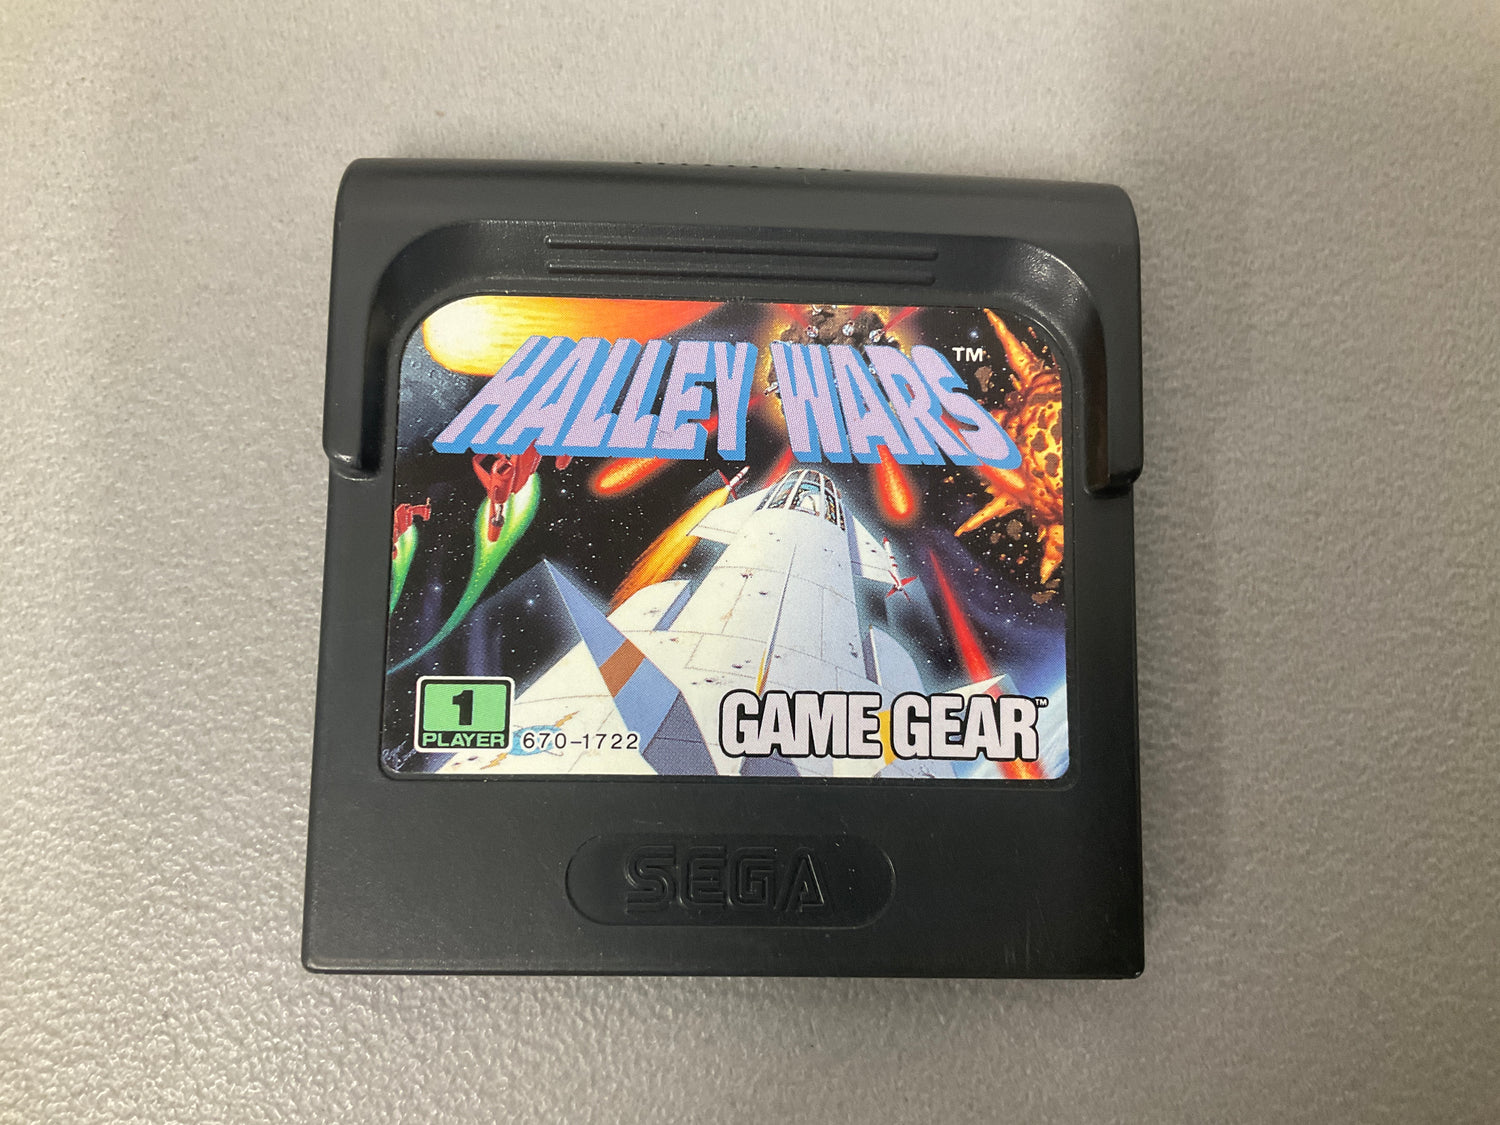 HALLEY WARS™
1
PLAYER
670-1722
GAME GEAR™
SEGA